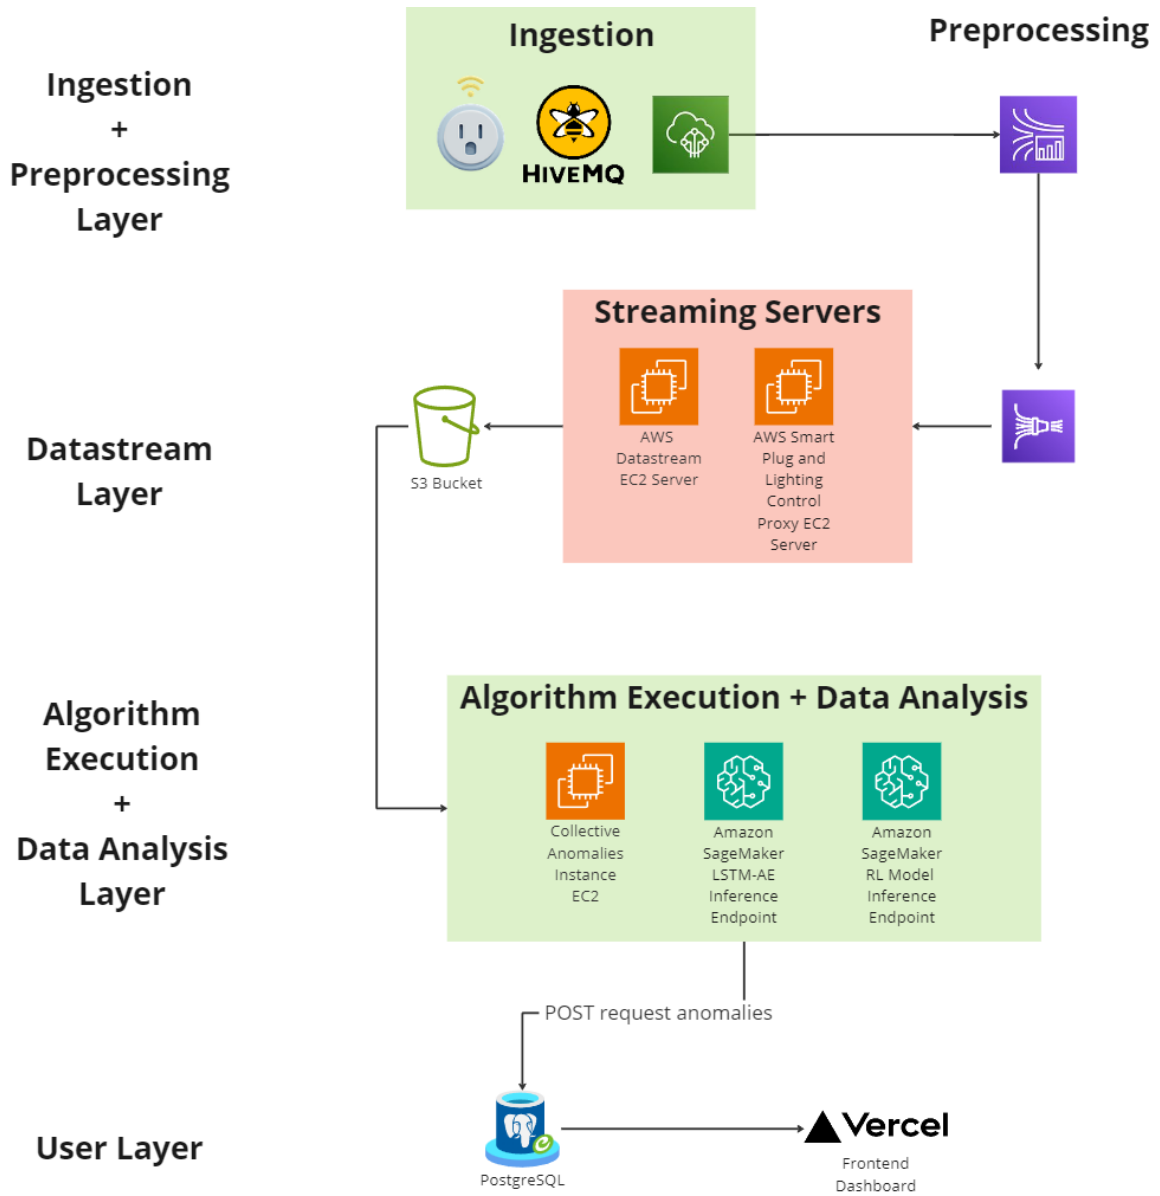 Ingestion
+
Preprocessing
Layer
Ingestion
HIVEMQ
Preprocessing
Datastream
Layer
Streaming Servers
AWS
Datastream
EC2 Server
AWS Smart
Plug and
Lighting
Control
Proxy EC2
Server
S3 Bucket
Algorithm
Execution
+
Data Analysis
Layer
Algorithm Execution + Data Analysis
Collective
Anomalies
Instance
EC2
Amazon
SageMaker
LSTM-AE
Inference
Endpoint
Amazon
SageMaker
RL Model
Inference
Endpoint
POST request anomalies
User Layer
PostgreSQL
Vercel
Frontend
Dashboard